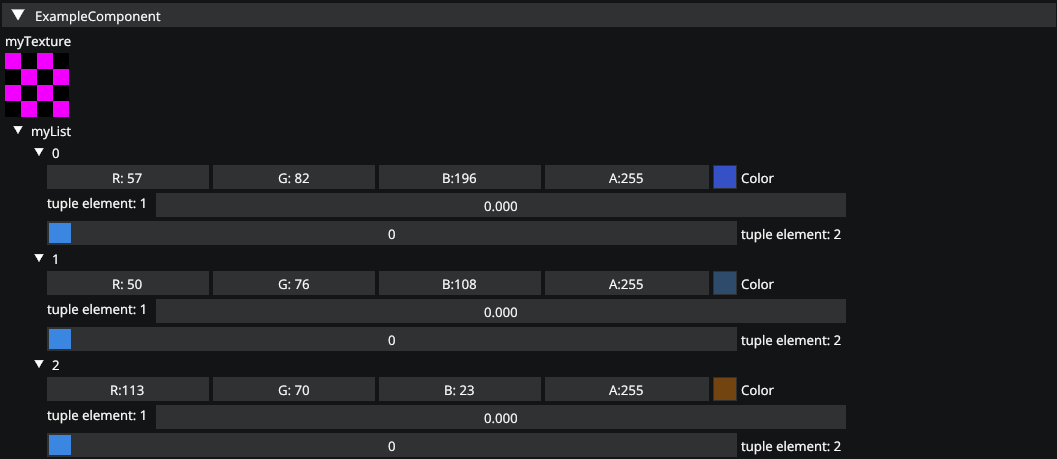 ExampleComponent
myTexture
myList
0
R: 57 G: 82 B:196 A:255 Color
tuple element: 1 0.000
0 tuple element: 2
1
R: 50 G: 76 B:108 A:255 Color
tuple element: 1 0.000
0 tuple element: 2
2
R:113 G: 70 B: 23 A:255 Color
tuple element: 1 0.000
0 tuple element: 2